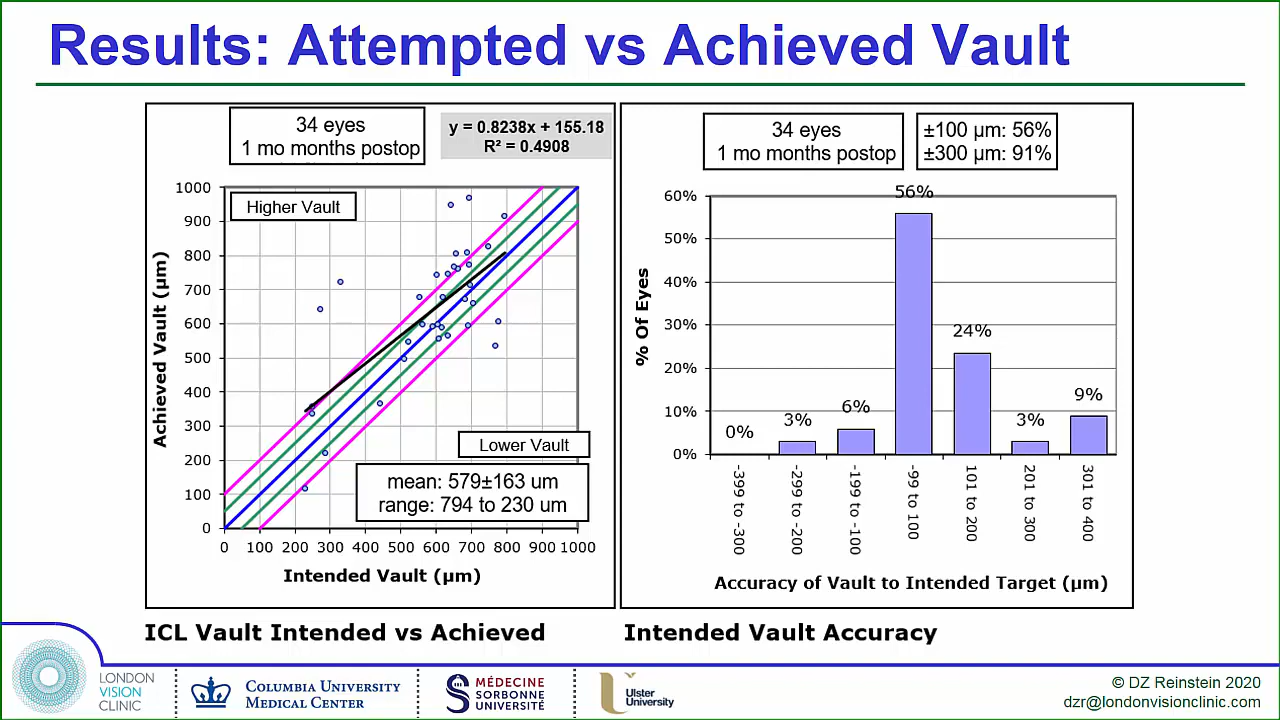 Results: Attempted vs Achieved Vault
34 eyes
1 mo months postop
y = 0.8238x + 155.18
R² = 0.4908
Higher Vault
1000
900
800
700
600
500
400
300
200
100
0
Achieved Vault (µm)
Lower Vault
mean: 579±163 um
range: 794 to 230 um
0 100 200 300 400 500 600 700 800 900 1000
Intended Vault (µm)
ICL Vault Intended vs Achieved
34 eyes
1 mo months postop
±100 µm: 56%
±300 µm: 91%
60%
50%
40%
30%
20%
10%
0%
% Of Eyes
0%
3%
6%
56%
24%
3%
9%
-399 to -300
-299 to -200
-199 to -100
-99 to 100
101 to 200
201 to 300
301 to 400
Accuracy of Vault to Intended Target (µm)
Intended Vault Accuracy
LONDON
VISION
CLINIC
COLUMBIA UNIVERSITY
MEDICAL CENTER
MÉDECINE
SORBONNE
UNIVERSITÉ
Ulster
University
© DZ Reinstein 2020
dzr@londonvisionclinic.com